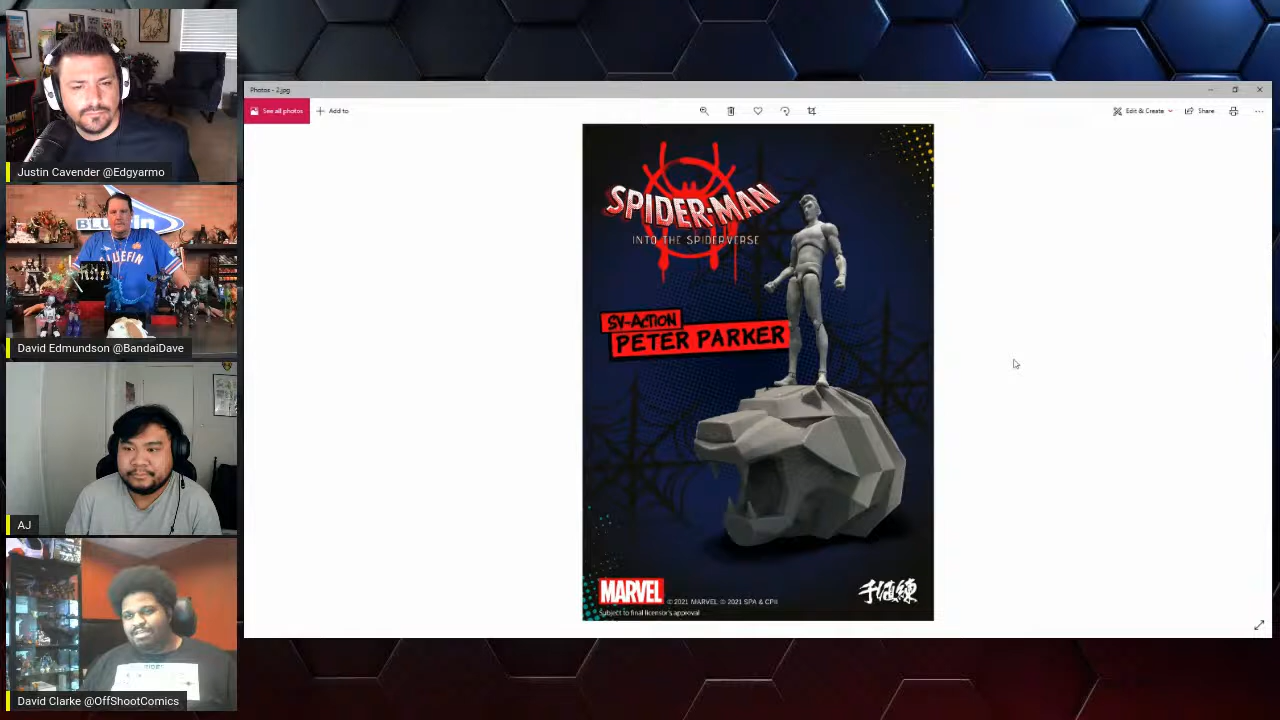 Justin Cavender @Edgyarmo
BLUEFIN
David Edmundson @BandaiDave
AJ
David Clarke @OffShootComics
Photos - 2.jpg
See all photos
Add to
Edit & Create
Share
SPIDER-MAN
INTO THE SPIDERVERSE
SV-ACTION
PETER PARKER
MARVEL
© 2021 MARVEL © 2021 SPA & CPII
Subject to final licensor's approval
千値練